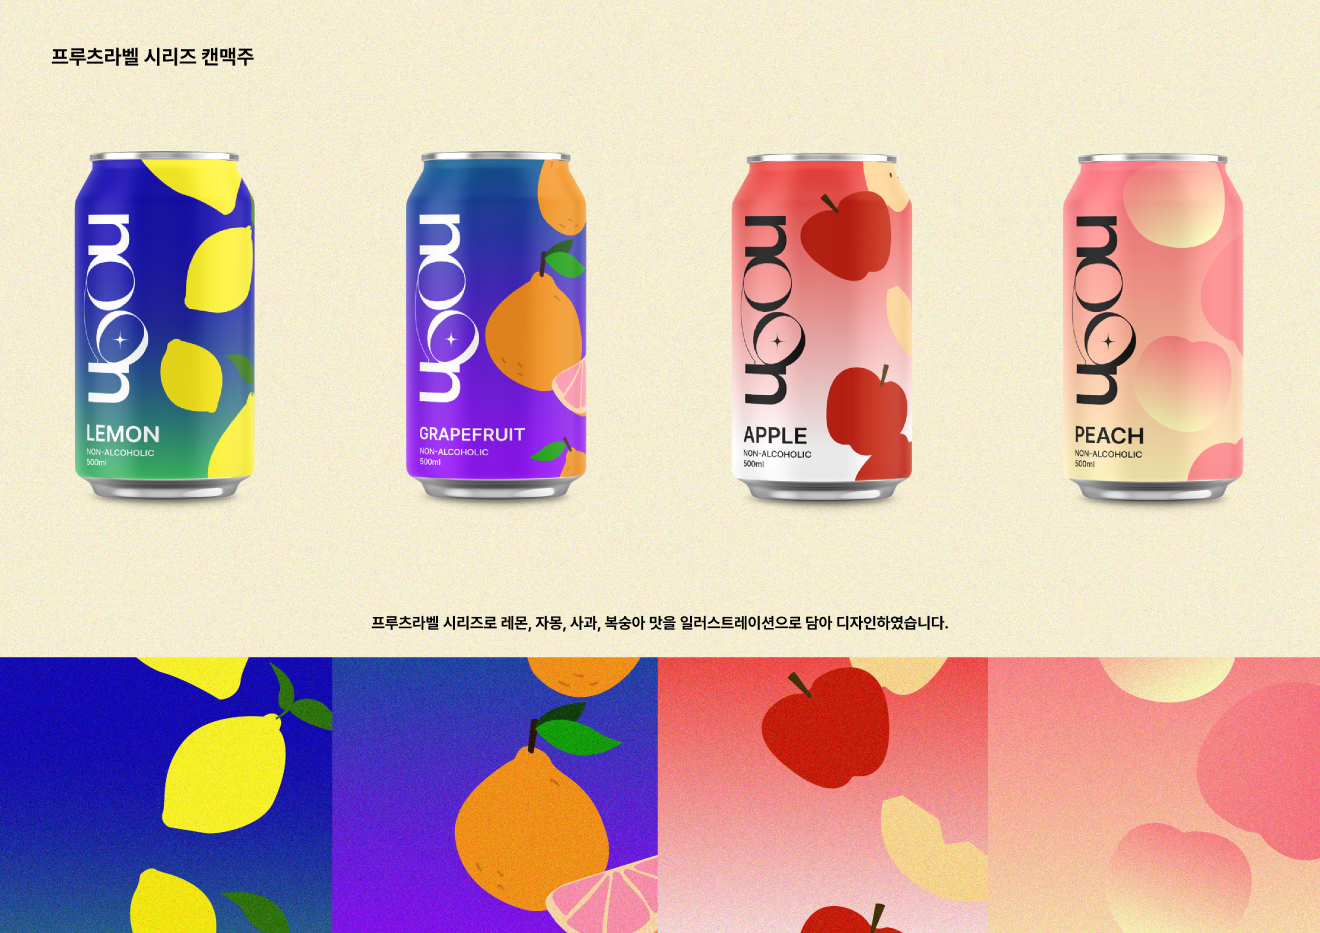 프루츠라벨 시리즈 캔맥주
noon
LEMON
NON-ALCOHOLIC
500ml
noon
GRAPEFRUIT
NON-ALCOHOLIC
500ml
noon
APPLE
NON-ALCOHOLIC
500ml
noon
PEACH
NON-ALCOHOLIC
500ml
프루츠라벨 시리즈로 레몬, 자몽, 사과, 복숭아 맛을 일러스트레이션으로 담아 디자인하였습니다.